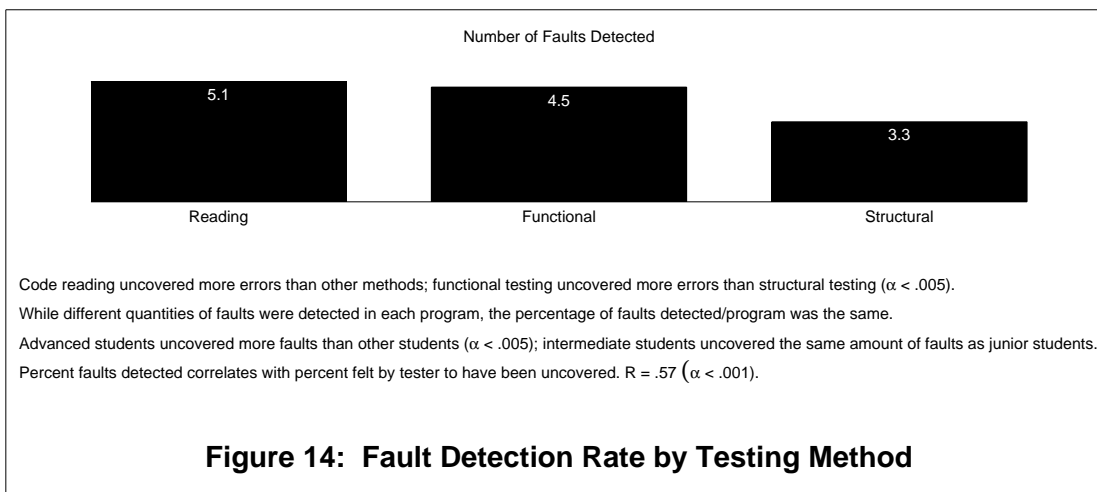 Number of Faults Detected
5.1
4.5
3.3
Reading
Functional
Structural
Code reading uncovered more errors than other methods; functional testing uncovered more errors than structural testing (α < .005).
While different quantities of faults were detected in each program, the percentage of faults detected/program was the same.
Advanced students uncovered more faults than other students (α < .005); intermediate students uncovered the same amount of faults as junior students.
Percent faults detected correlates with percent felt by tester to have been uncovered. R = .57 (α < .001).
Figure 14: Fault Detection Rate by Testing Method